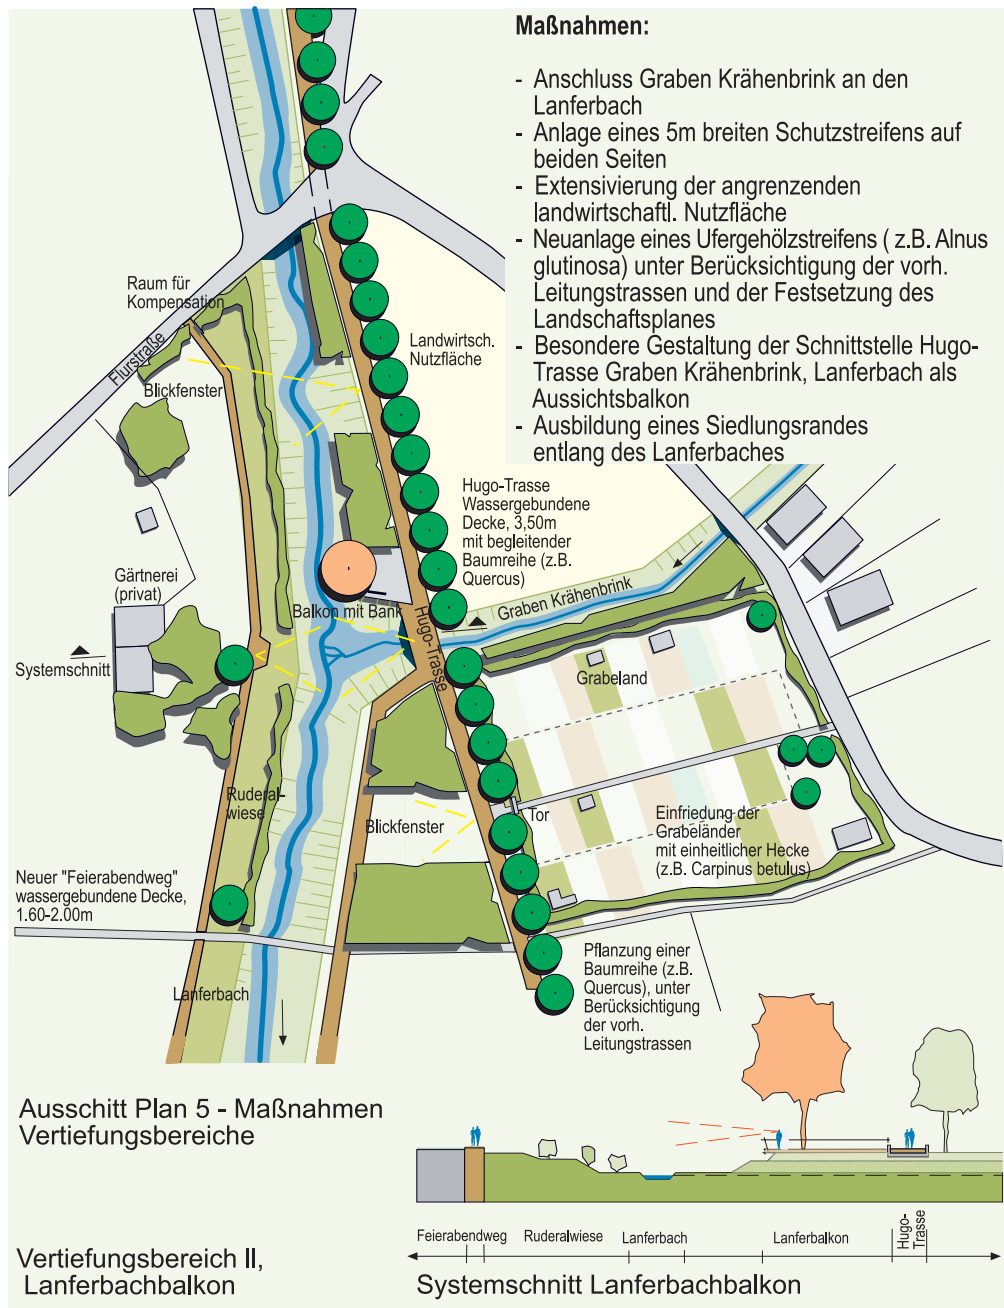 Maßnahmen:
- Anschluss Graben Krähenbrink an den
Lanferbach
- Anlage eines 5m breiten Schutzstreifens auf
beiden Seiten
- Extensivierung der angrenzenden
landwirtschaftl. Nutzfläche
- Neuanlage eines Ufergehölzstreifens ( z.B. Alnus
glutinosa) unter Berücksichtigung der vorh.
Leitungstrassen und der Festsetzung des
Landschaftsplanes
- Besondere Gestaltung der Schnittstelle Hugo-
Trasse Graben Krähenbrink, Lanferbach als
Aussichtsbalkon
- Ausbildung eines Siedlungsrandes
entlang des Lanferbaches
Raum für
Kompensation
Flurstraße
Blickfenster
Landwirtsch.
Nutzfläche
Hugo-Trasse
Wassergebundene
Decke, 3,50m
mit begleitender
Baumreihe (z.B.
Quercus)
Gärtnerei
(privat)
Balkon mit Bank
Graben Krähenbrink
Hugo-Trasse
Systemschnitt
Grabeland
Ruderal-
wiese
Blickfenster
Tor
Einfriedung der
Grabeländer
mit einheitlicher Hecke
(z.B. Carpinus betulus)
Neuer "Feierabendweg"
wassergebundene Decke,
1.60-2.00m
Lanferbach
Pflanzung einer
Baumreihe (z.B.
Quercus), unter
Berücksichtigung
der vorh.
Leitungstrassen
Ausschitt Plan 5 - Maßnahmen
Vertiefungsbereiche
Feierabendweg
Ruderalwiese
Lanferbach
Lanferbalkon
Hugo-
Trasse
Vertiefungsbereich II,
Lanferbachbalkon
Systemschnitt Lanferbachbalkon